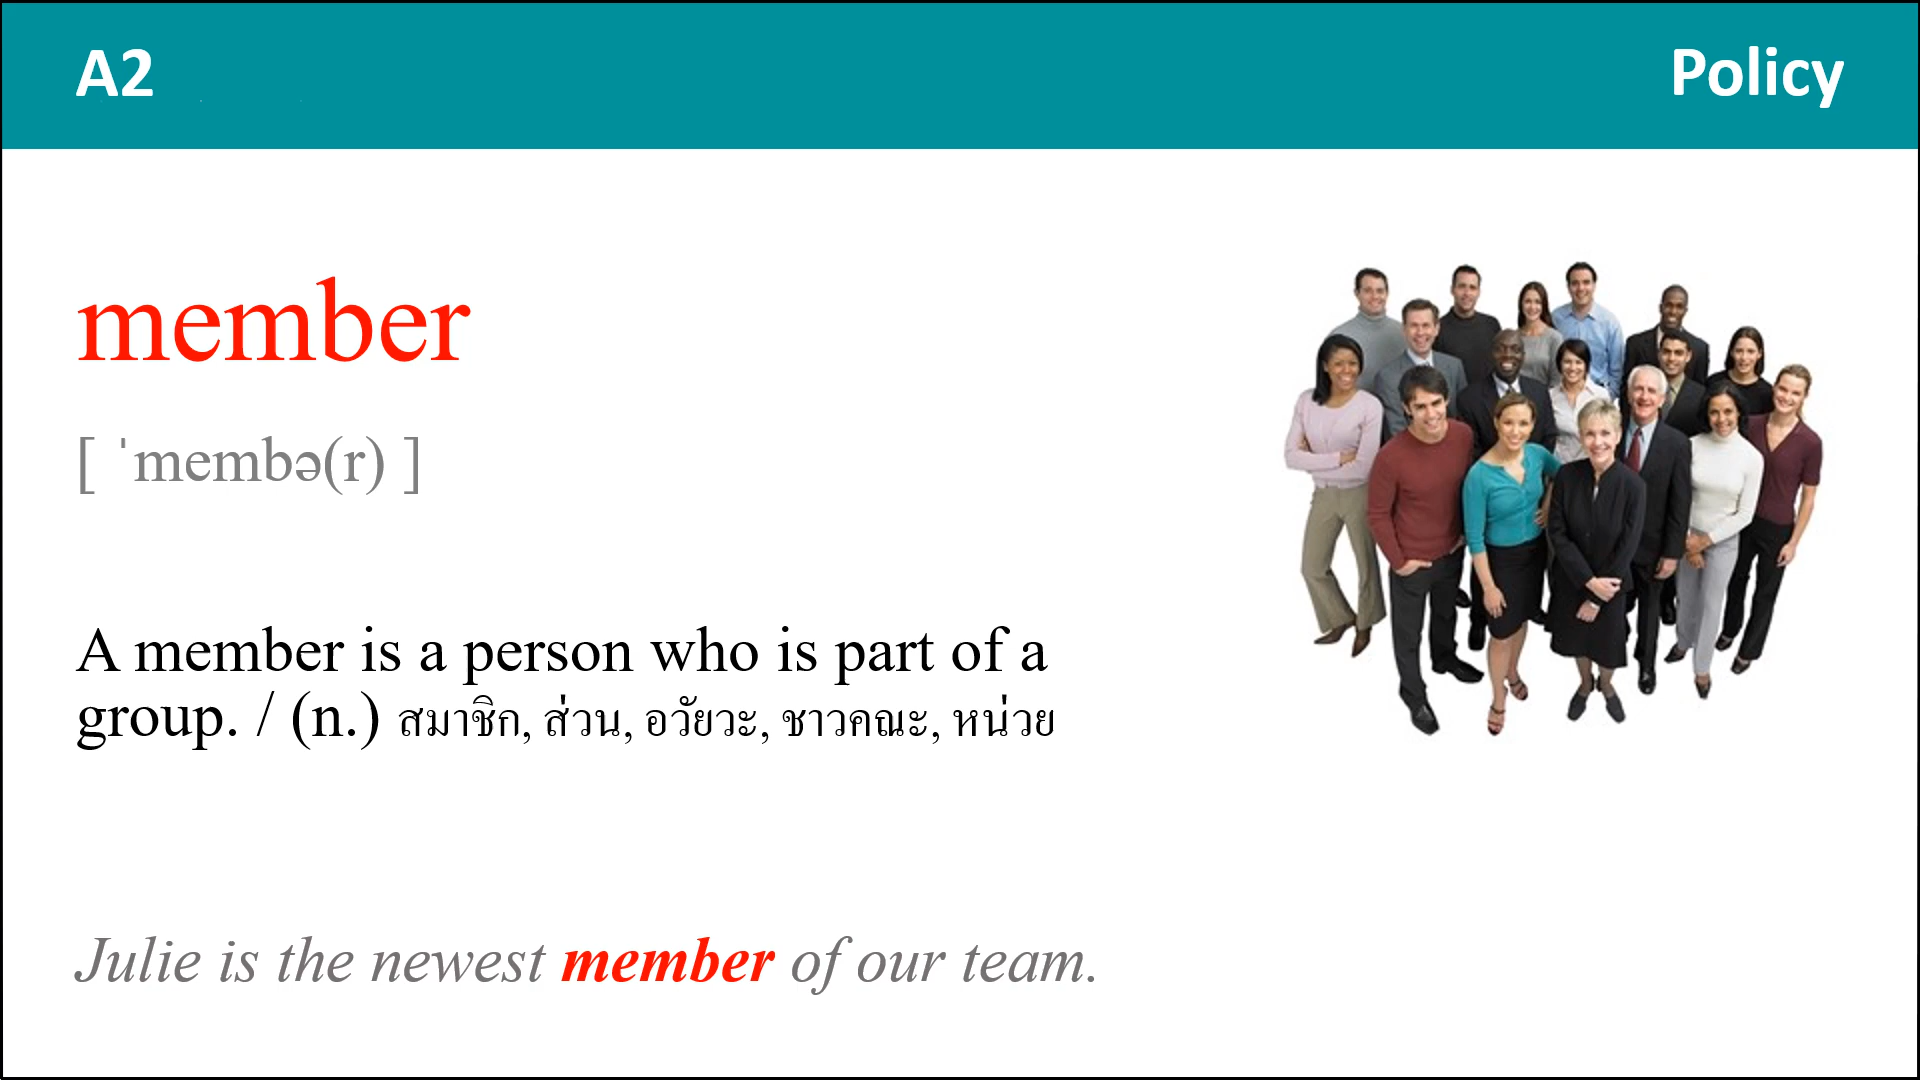 A2
Policy
member
[ ˈmembə(r) ]
A member is a person who is part of a
group. / (n.) สมาชิก, ส่วน, อวัยวะ, ชาวคณะ, หน่วย
Julie is the newest member of our team.